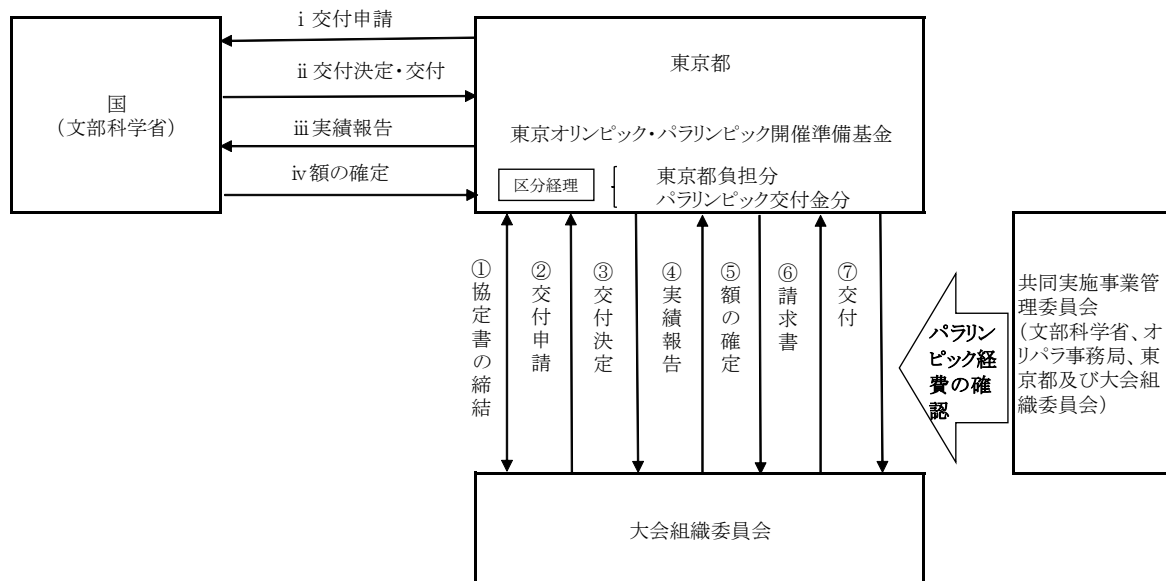 ⅰ 交付申請
ⅱ 交付決定・交付
ⅲ 実績報告
ⅳ 額の確定
国
（文部科学省）
東京都
東京オリンピック・パラリンピック開催準備基金
区分経理
東京都負担分
パラリンピック交付金分
①協定書の締結
②交付申請
③交付決定
④実績報告
⑤額の確定
⑥請求書
⑦交付
パラリン
ピック経
費の確
認
共同実施事業管
理委員会
（文部科学省、オ
リパラ事務局、東
京都及び大会組
織委員会）
大会組織委員会